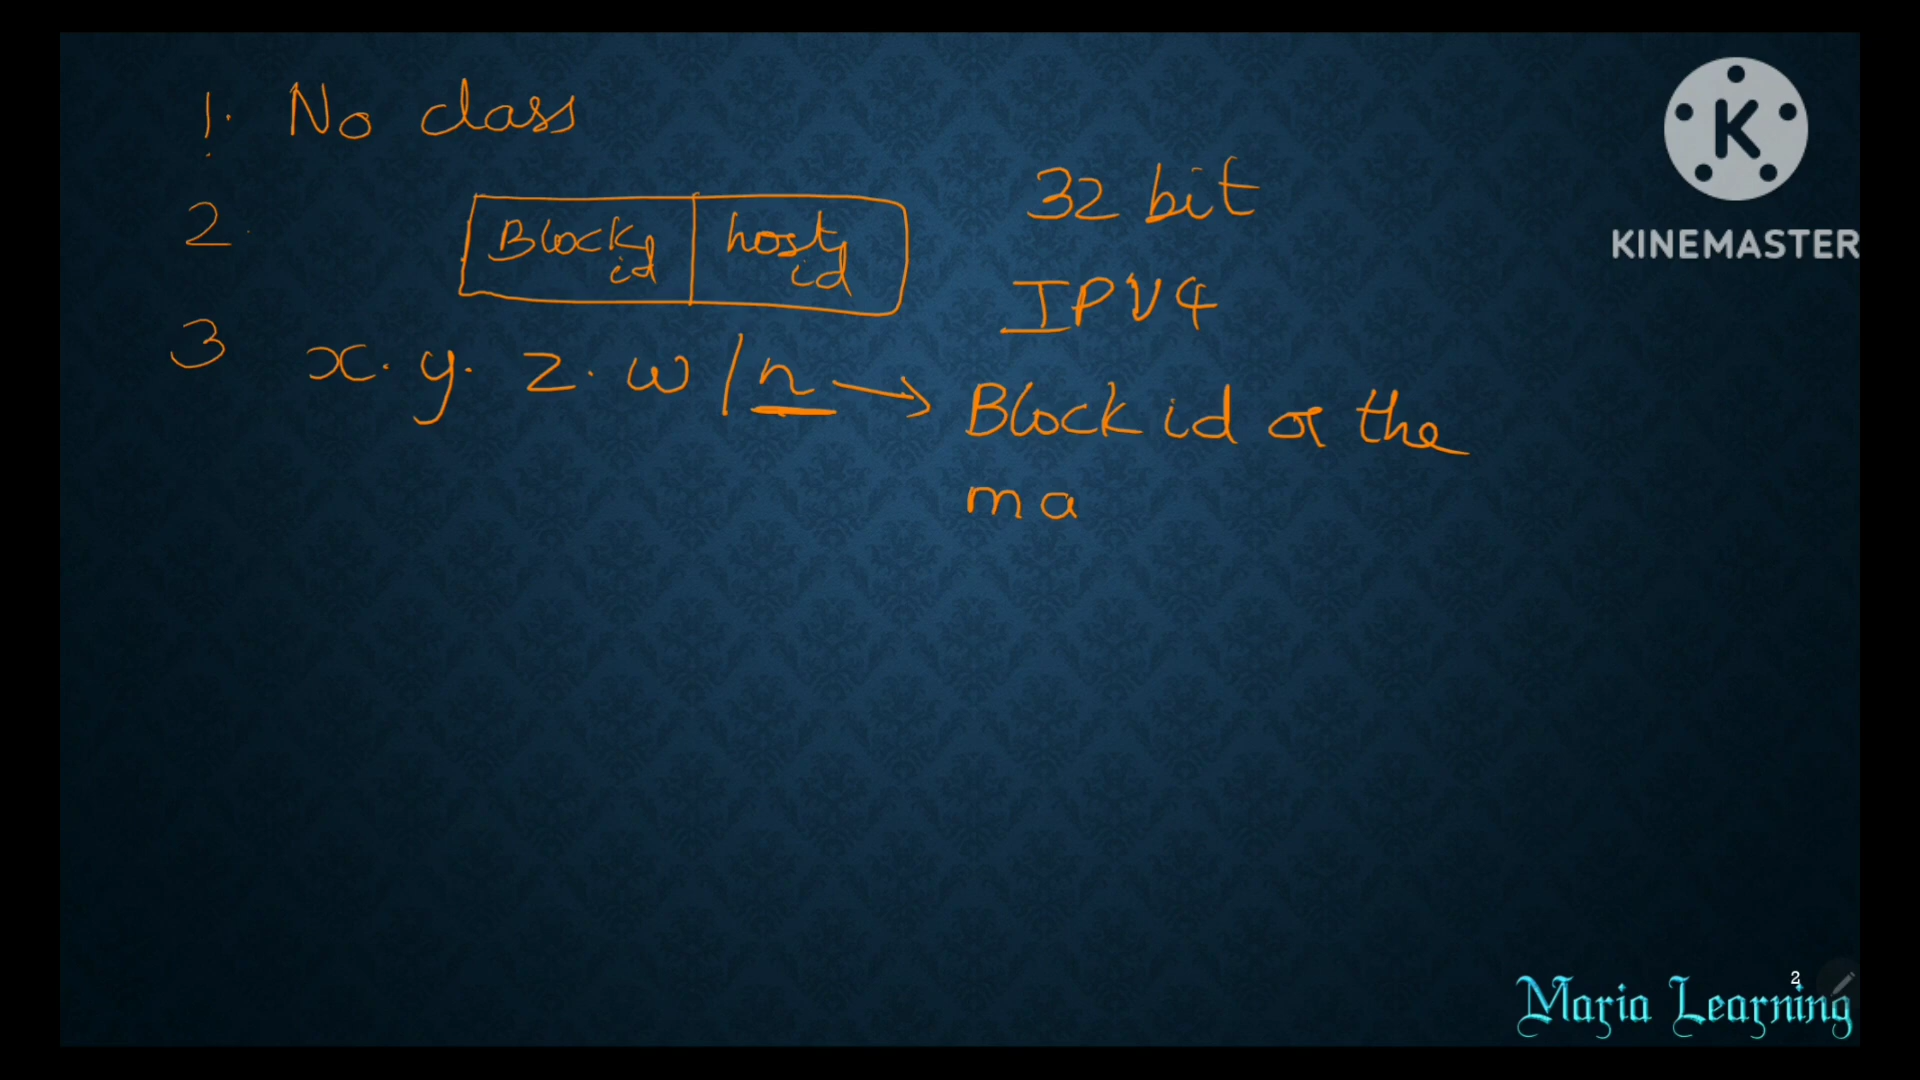 1. No class
2.
Block id
host id
32 bit
IPV4
3 x. y. z. w / n → Block id or the
ma
K
KINEMASTER
2
Maria Learning